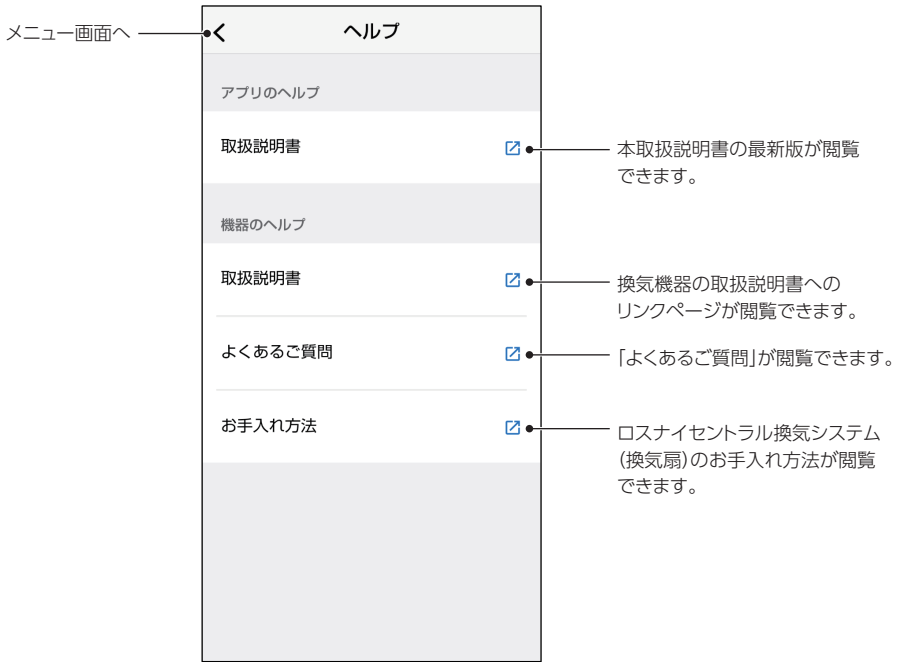 メニュー画面へ
ヘルプ
アプリのヘルプ
取扱説明書
本取扱説明書の最新版が閲覧
できます。
機器のヘルプ
取扱説明書
換気機器の取扱説明書への
リンクページが閲覧できます。
よくあるご質問
「よくあるご質問」が閲覧できます。
お手入れ方法
ロスナイセントラル換気システム
(換気扇)のお手入れ方法が閲覧
できます。